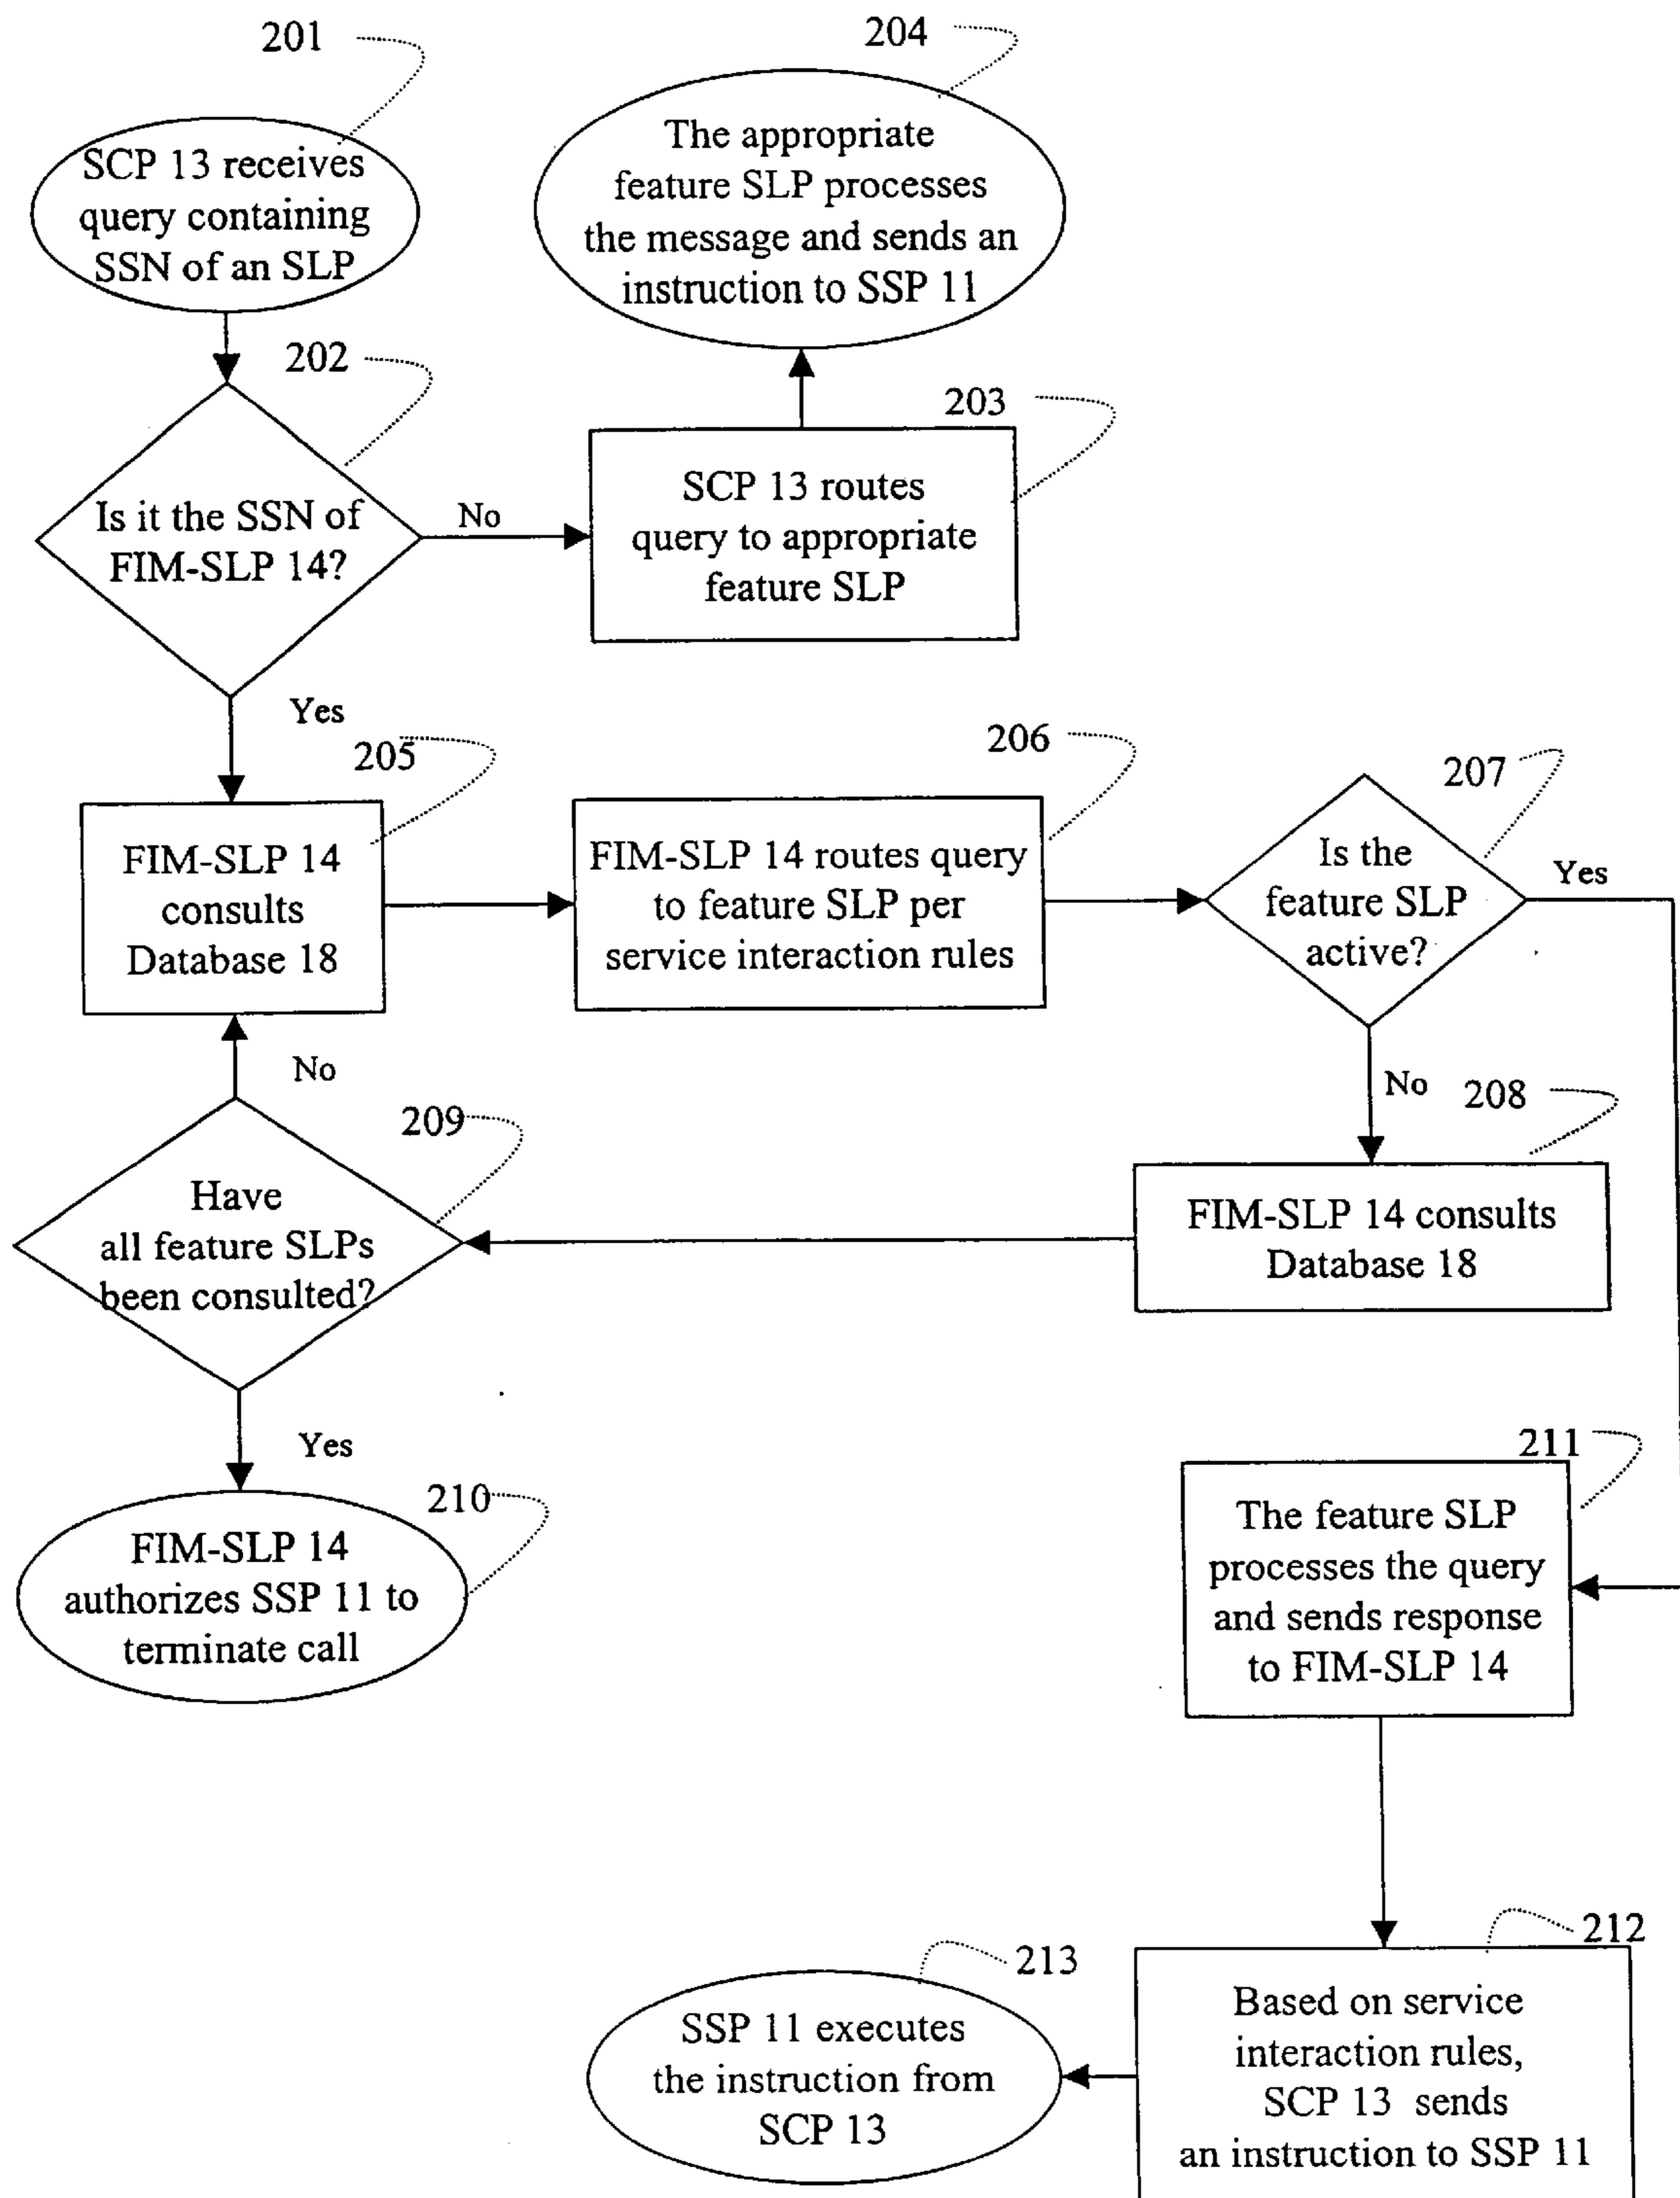 201
SCP 13 receives
query containing
SSN of an SLP
204
The appropriate
feature SLP processes
the message and sends an
instruction to SSP 11
202
Is it the SSN of
FIM-SLP 14?
No
203
SCP 13 routes
query to appropriate
feature SLP
Yes
205
FIM-SLP 14
consults
Database 18
206
FIM-SLP 14 routes query
to feature SLP per
service interaction rules
207
Is the
feature SLP
active?
Yes
No
208
FIM-SLP 14 consults
Database 18
No
209
Have
all feature SLPs
been consulted?
Yes
210
FIM-SLP 14
authorizes SSP 11 to
terminate call
211
The feature SLP
processes the query
and sends response
to FIM-SLP 14
212
Based on service
interaction rules,
SCP 13 sends
an instruction to SSP 11
213
SSP 11 executes
the instruction from
SCP 13